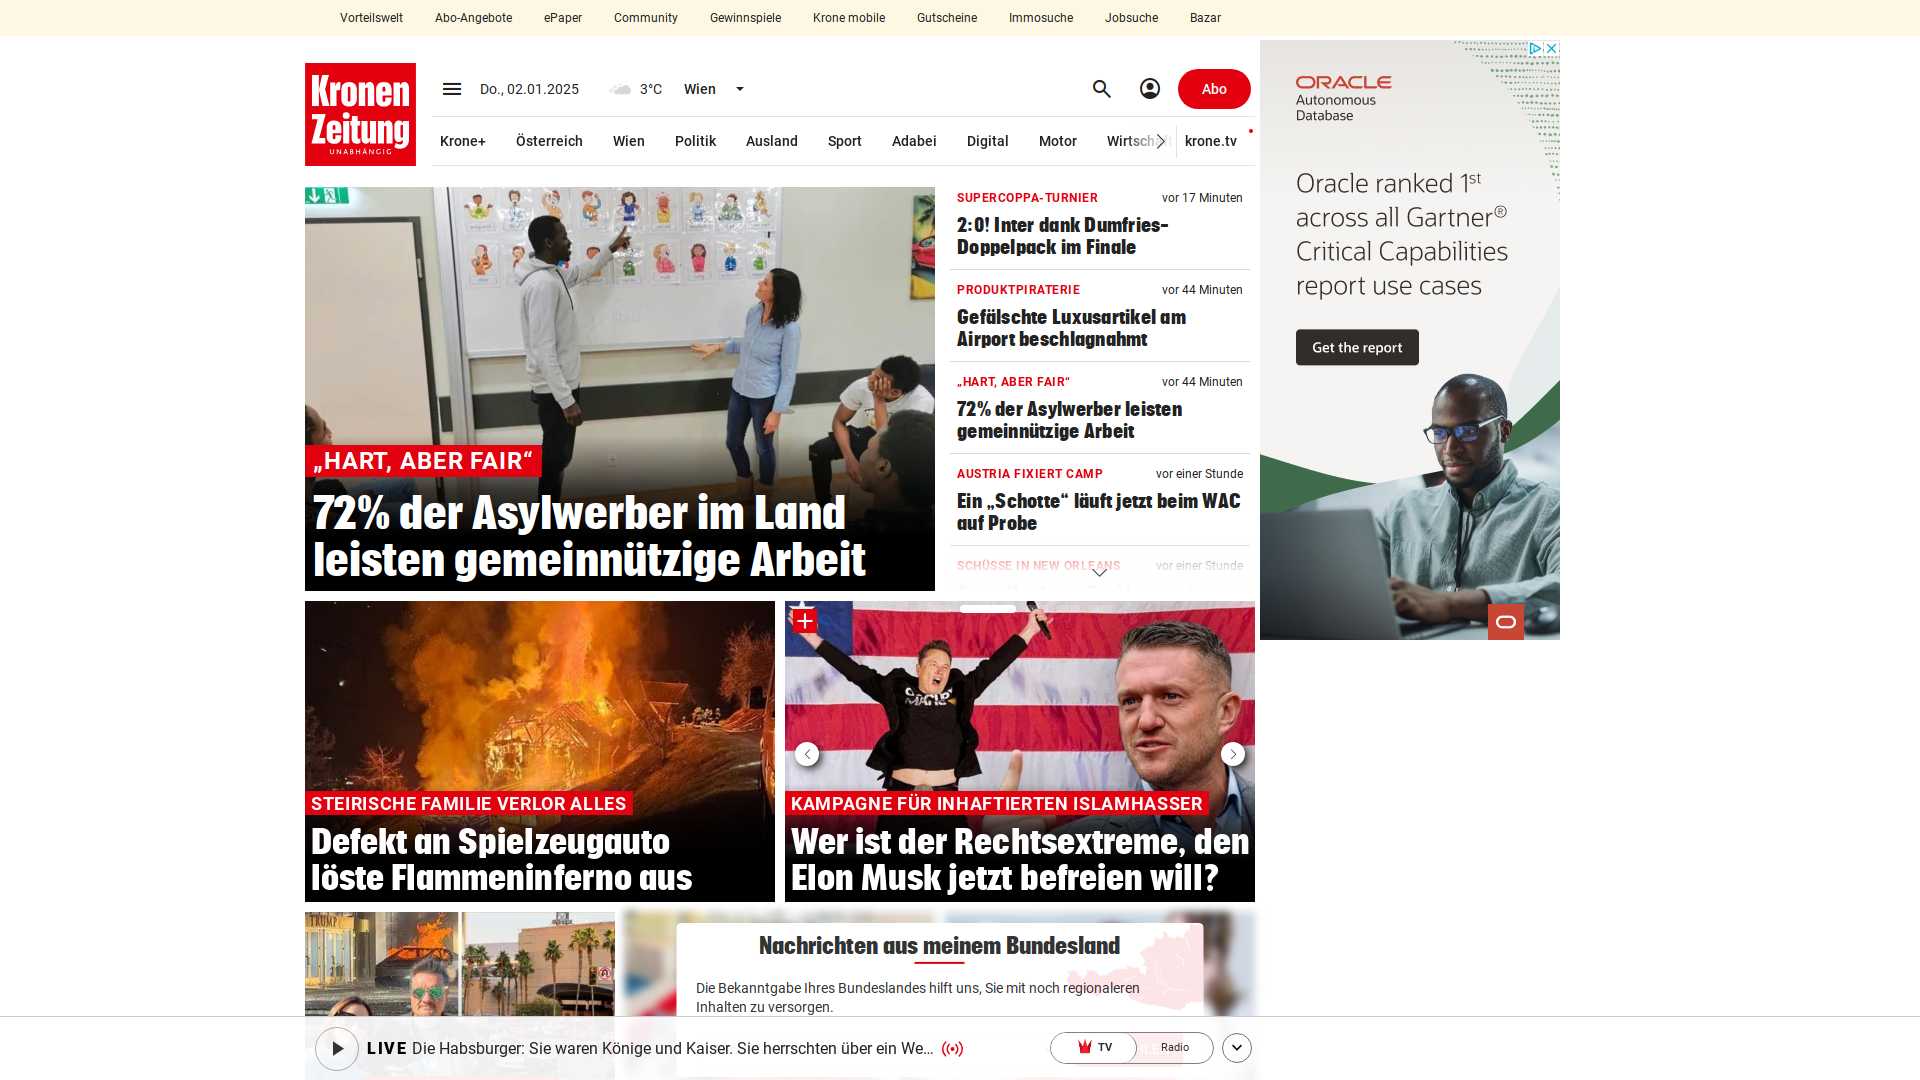 Vorteilswelt Abo-Angebote ePaper Community Gewinnspiele Krone mobile Gutscheine Immosuche Jobsuche Bazar
Kronen
Zeitung
UNABHÄNGIG
Do., 02.01.2025 3°C Wien
Abo
Krone+ Österreich Wien Politik Ausland Sport Adabei Digital Motor Wirtschaft krone.tv
„HART, ABER FAIR“
72% der Asylwerber im Land
leisten gemeinnützige Arbeit
SUPERCOPPA-TURNIER vor 17 Minuten
2:0! Inter dank Dumfries-
Doppelpack im Finale
PRODUKTPIRATERIE vor 44 Minuten
Gefälschte Luxusartikel am
Airport beschlagnahmt
„HART, ABER FAIR“ vor 44 Minuten
72% der Asylwerber leisten
gemeinnützige Arbeit
AUSTRIA FIXIERT CAMP vor einer Stunde
Ein „Schotte“ läuft jetzt beim WAC
auf Probe
SCHÜSSE IN NEW ORLEANS vor einer Stunde
ORACLE
Autonomous
Database
Oracle ranked 1st
across all Gartner®
Critical Capabilities
report use cases
Get the report
STEIRISCHE FAMILIE VERLOR ALLES
Defekt an Spielzeugauto
löste Flammeninferno aus
KAMPAGNE FÜR INHAFTIERTEN ISLAMHASSER
Wer ist der Rechtsextreme, den
Elon Musk jetzt befreien will?
TRUMP
Nachrichten aus meinem Bundesland
Die Bekanntgabe Ihres Bundeslandes hilft uns, Sie mit noch regionaleren
Inhalten zu versorgen.
LIVE Die Habsburger: Sie waren Könige und Kaiser. Sie herrschten über ein We...
TV Radio